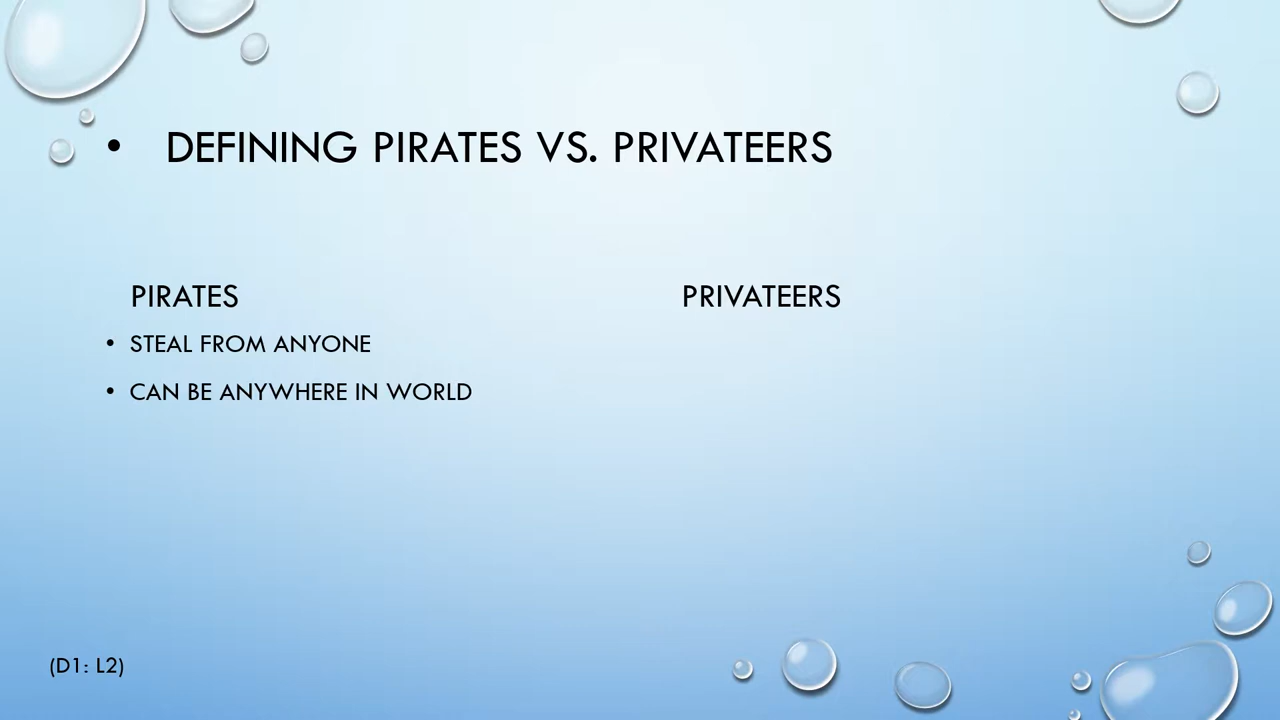 • DEFINING PIRATES VS. PRIVATEERS
PIRATES
• STEAL FROM ANYONE
• CAN BE ANYWHERE IN WORLD
PRIVATEERS
(D1: L2)